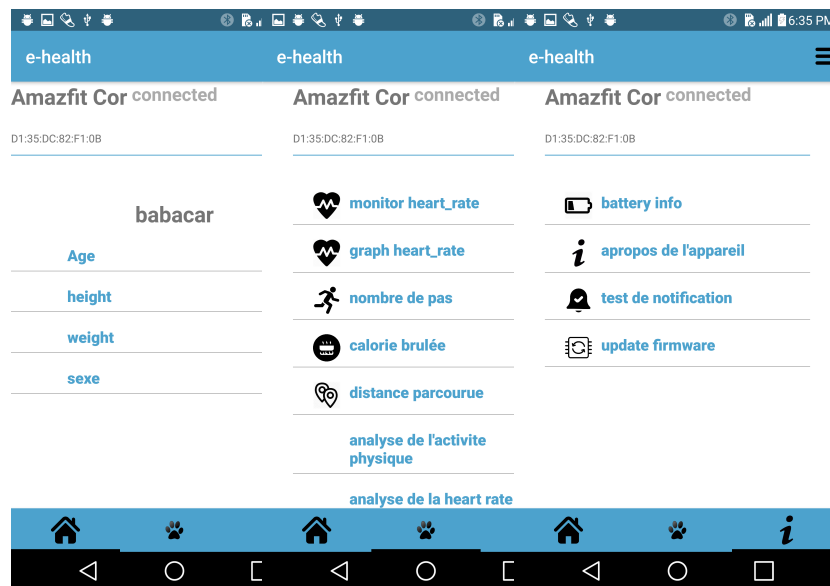 6:35 PM
e-health
Amazfit Cor connected
D1:35:DC:82:F1:0B
babacar
Age
height
weight
sexe
e-health
Amazfit Cor connected
D1:35:DC:82:F1:0B
monitor heart_rate
graph heart_rate
nombre de pas
calorie brulée
distance parcourue
analyse de l'activite
physique
analyse de la heart rate
e-health
Amazfit Cor connected
D1:35:DC:82:F1:0B
battery info
apropos de l'appareil
test de notification
update firmware